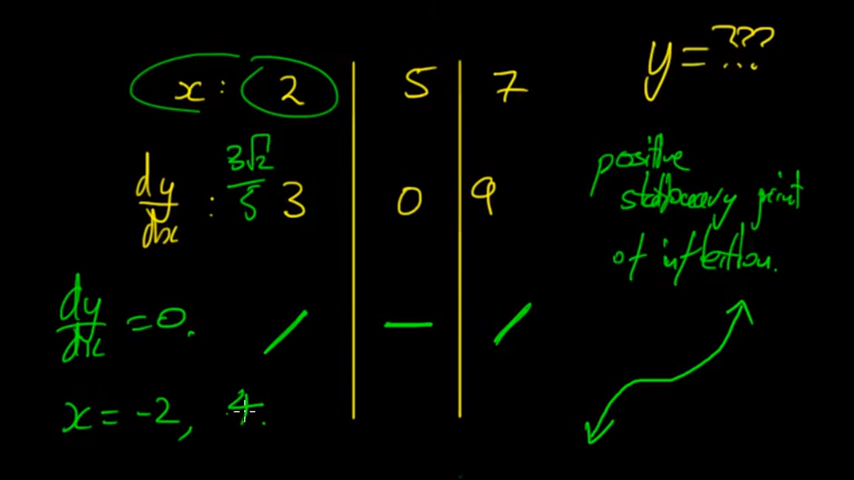 x : 2 5 7
y = ???
dy/dx : 3√2/5 3 0 9
positive
stationary point
of inflection.
dy/dx = 0.
x = -2, 4.